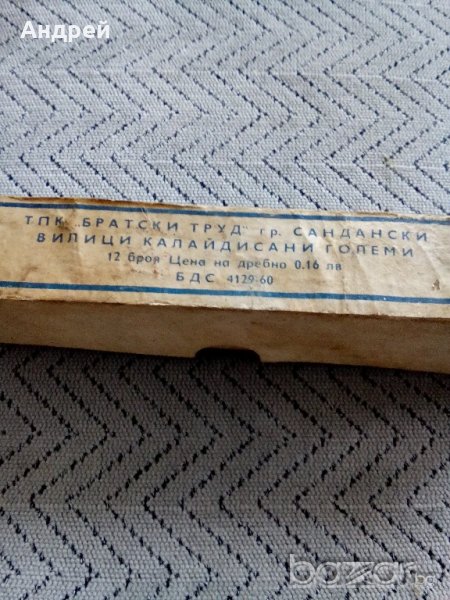 Андрей
ТПК „БРАТСКИ ТРУД" гр. САНДАНСКИ
ВИЛИЦИ КАЛАЙДИСАНИ ГОЛЕМИ
12 броя Цена на дребно 0.16 лв
БДС 4129-60
bazar.bg